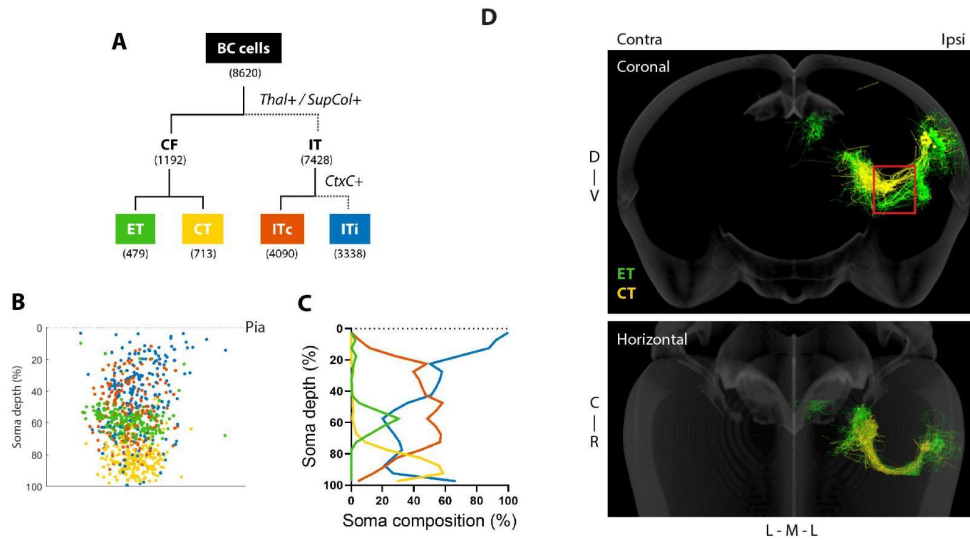 A
BC cells
(8620)
Thal+ / SupCol+
CF
(1192)
IT
(7428)
CtxC+
ET
(479)
CT
(713)
ITc
(4090)
ITi
(3338)
B
Pia
0
20
40
60
80
100
Soma depth (%)
C
0
20
40
60
80
100
Soma depth (%)
0 20 40 60 80 100
Soma composition (%)
D
Contra Ipsi
Coronal
D
V
ET
CT
Horizontal
C
R
L - M - L